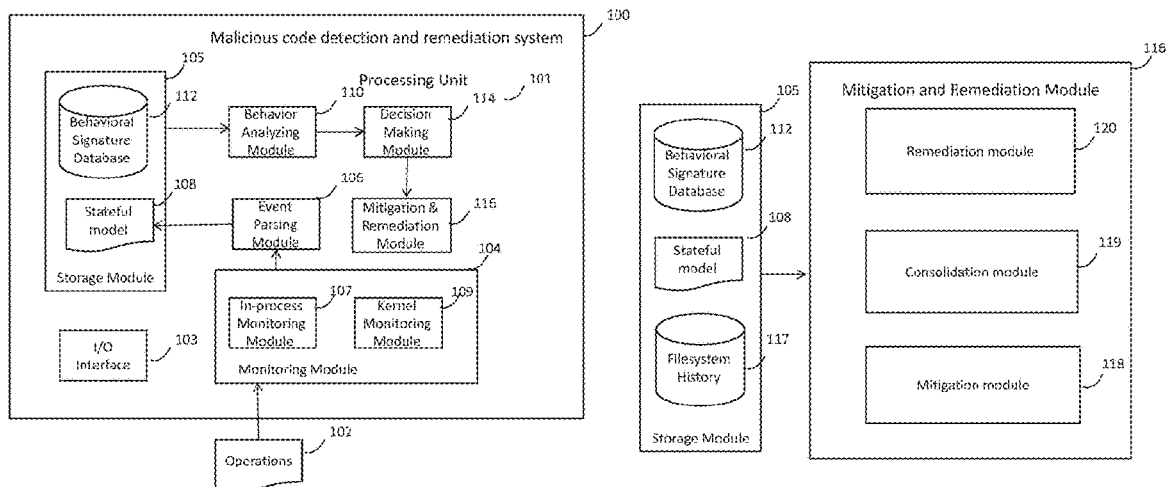 100
Malicious code detection and remediation system
105
Processing Unit
101
112
Behavioral
Signature
Database
110
Behavior
Analyzing
Module
114
Decision
Making
Module
108
Stateful
model
Storage Module
106
Event
Parsing
Module
116
Mitigation &
Remediation
Module
104
107
In-process
Monitoring
Module
109
Kernel
Monitoring
Module
Monitoring Module
103
I/O
Interface
102
Operations
105
112
Behavioral
Signature
Database
108
Stateful
model
117
Filesystem
History
Storage Module
116
Mitigation and Remediation Module
120
Remediation module
119
Consolidation module
118
Mitigation module